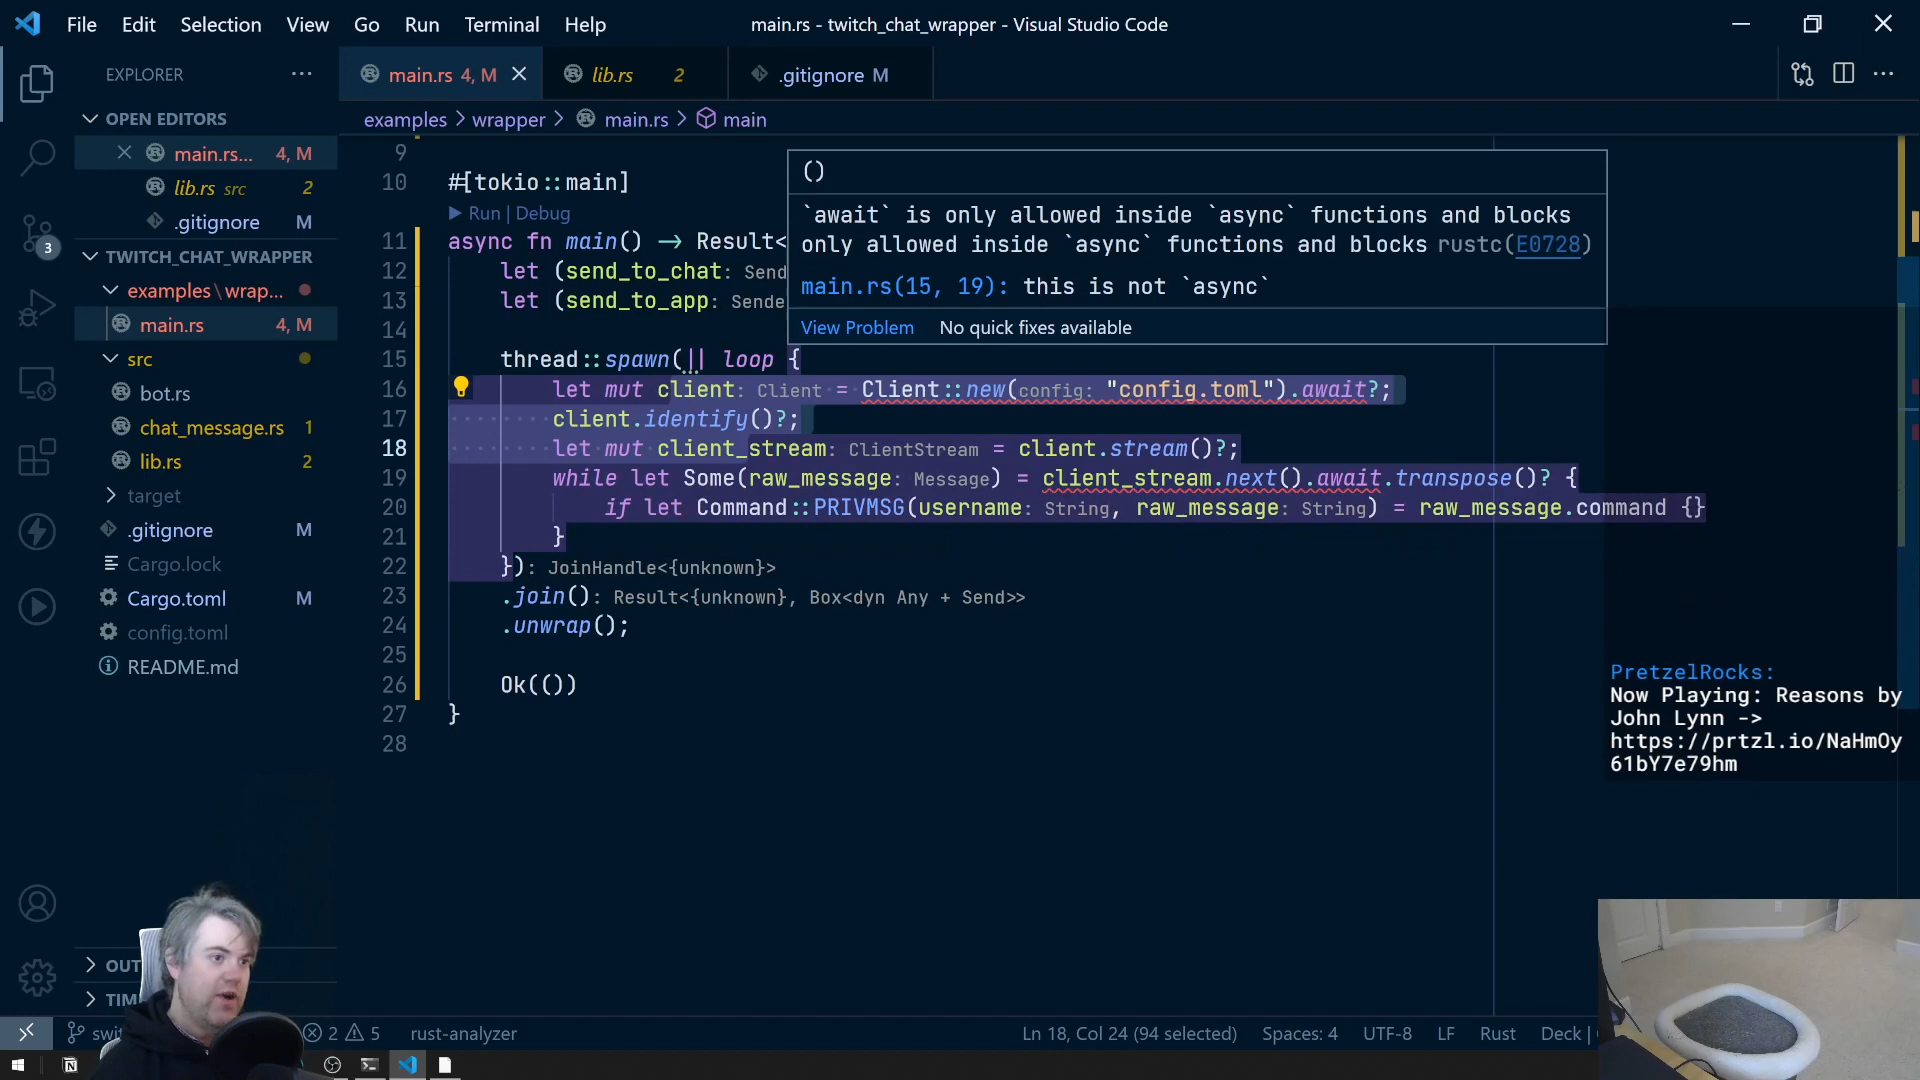 File Edit Selection View Go Run Terminal Help
main.rs - twitch_chat_wrapper - Visual Studio Code
EXPLORER
main.rs 4, M
lib.rs 2
.gitignore M
OPEN EDITORS
main.rs... 4, M
lib.rs src 2
.gitignore M
3
TWITCH_CHAT_WRAPPER
examples\wrap...
main.rs 4, M
src
bot.rs
chat_message.rs 1
lib.rs 2
target
.gitignore M
Cargo.lock
Cargo.toml M
config.toml
README.md
OUT
TIM
examples > wrapper > main.rs > main
9
10 #[tokio::main]
Run | Debug
11 async fn main() -> Result<
12 let (send_to_chat: Send
13 let (send_to_app: Sende
14
15 thread::spawn(|| loop {
16 let mut client: Client = Client::new(config: "config.toml").await?;
17 client.identify()?;
18 let mut client_stream: ClientStream = client.stream()?;
19 while let Some(raw_message: Message) = client_stream.next().await.transpose()? {
20 if let Command::PRIVMSG(username: String, raw_message: String) = raw_message.command {}
21 }
22 }): JoinHandle<{unknown}>
23 .join(): Result<{unknown}, Box<dyn Any + Send>>
24 .unwrap();
25
26 Ok(())
27 }
28
()
`await` is only allowed inside `async` functions and blocks
only allowed inside `async` functions and blocks rustc(E0728)
main.rs(15, 19): this is not `async`
View Problem No quick fixes available
PretzelRocks:
Now Playing: Reasons by
John Lynn ->
https://prtzl.io/NaHmOy
61bY7e79hm
swi
2 5
rust-analyzer
Ln 18, Col 24 (94 selected)
Spaces: 4
UTF-8
LF
Rust
Deck |